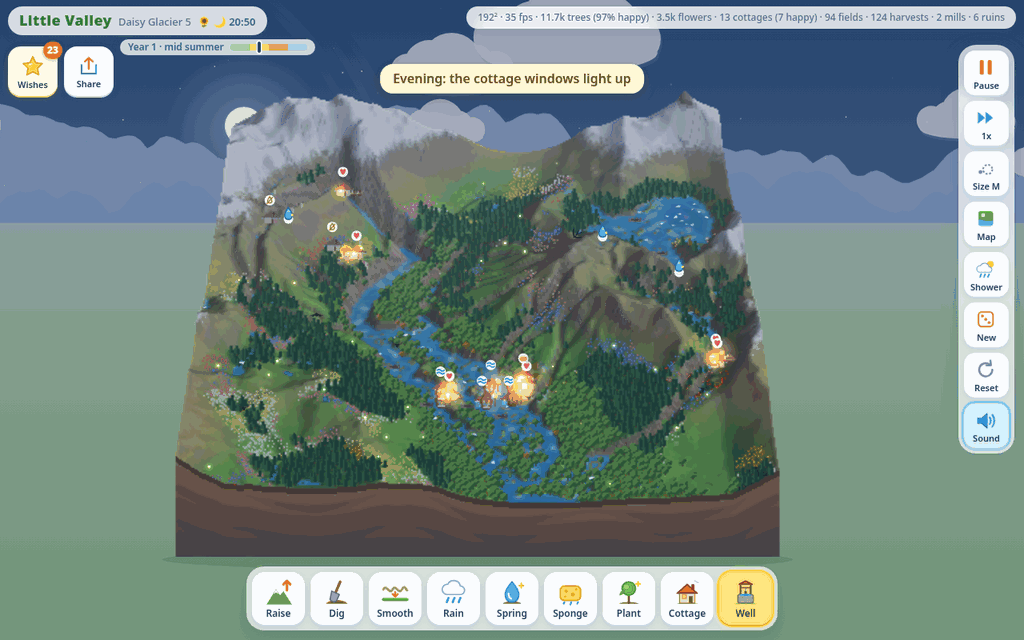 Little Valley Daisy Glacier 5 20:50
192² · 35 fps · 11.7k trees (97% happy) · 3.5k flowers · 13 cottages (7 happy) · 94 fields · 124 harvests · 2 mills · 6 ruins
Year 1 · mid summer
23
Wishes
Share
Evening: the cottage windows light up
Pause
1x
Size M
Map
Shower
New
Reset
Sound
Raise
Dig
Smooth
Rain
Spring
Sponge
Plant
Cottage
Well